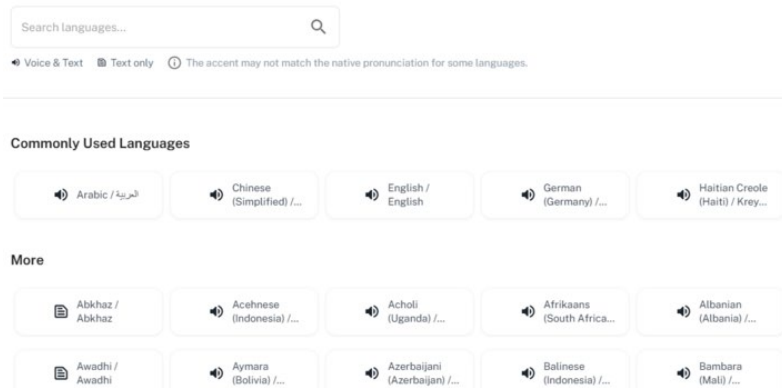 Search languages...
Voice & Text Text only The accent may not match the native pronunciation for some languages.
Commonly Used Languages
Arabic / العربية
Chinese
(Simplified) /...
English /
English
German
(Germany) /...
Haitian Creole
(Haiti) / Krey...
More
Abkhaz /
Abkhaz
Acehnese
(Indonesia) /...
Acholi
(Uganda) /...
Afrikaans
(South Africa...
Albanian
(Albania) /...
Awadhi /
Awadhi
Aymara
(Bolivia) /...
Azerbaijani
(Azerbaijan) /...
Balinese
(Indonesia) /...
Bambara
(Mali) /...